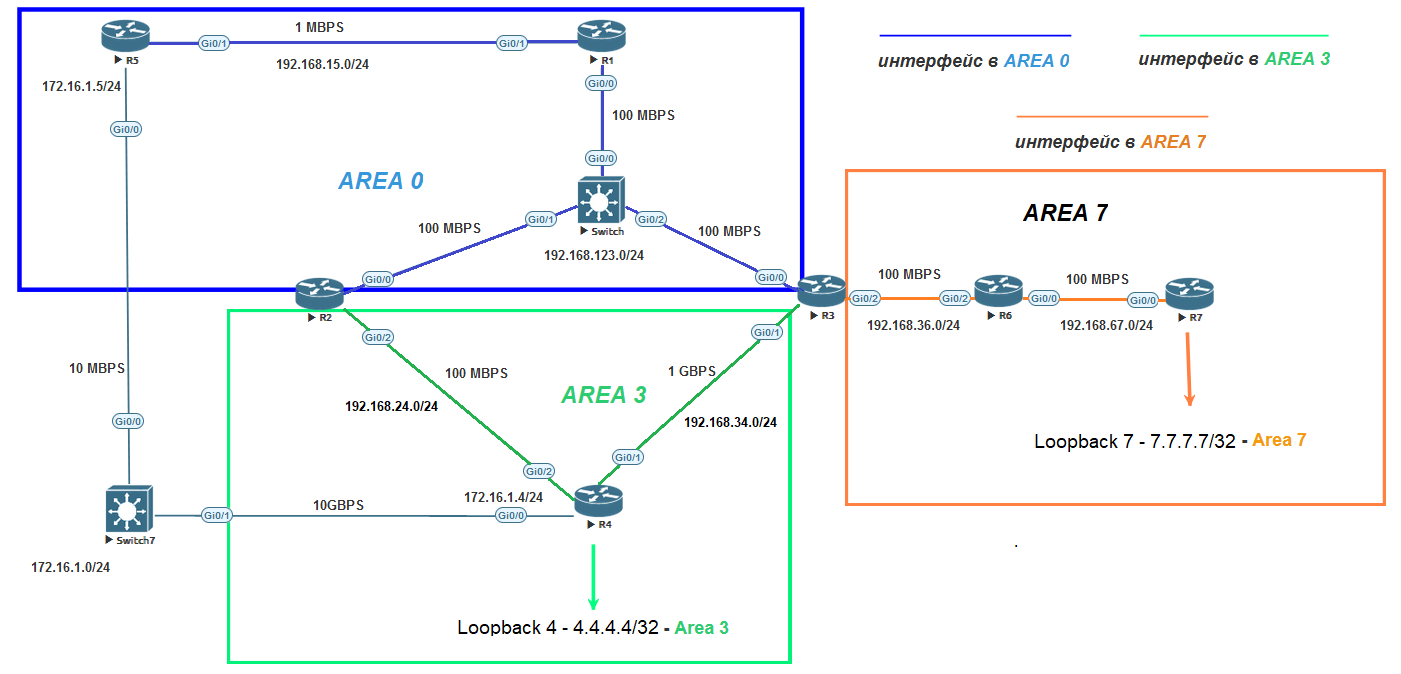 1 MBPS
Gi0/1
Gi0/1
192.168.15.0/24
R5
R1
172.16.1.5/24
Gi0/0
100 MBPS
Gi0/0
Gi0/0
AREA 0
интерфейс в AREA 0
интерфейс в AREA 3
интерфейс в AREA 7
100 MBPS
Gi0/1
Gi0/2
Switch
100 MBPS
192.168.123.0/24
Gi0/0
Gi0/0
R2
R3
AREA 7
100 MBPS
100 MBPS
Gi0/2
Gi0/2
Gi0/0
Gi0/0
R6
R7
192.168.36.0/24
192.168.67.0/24
Loopback 7 - 7.7.7.7/32 - Area 7
Gi0/2
Gi0/1
10 MBPS
100 MBPS
1 GBPS
AREA 3
192.168.24.0/24
192.168.34.0/24
Gi0/0
Gi0/2
Gi0/1
172.16.1.4/24
10GBPS
Gi0/1
Gi0/0
R4
Switch7
172.16.1.0/24
Loopback 4 - 4.4.4.4/32 - Area 3
.